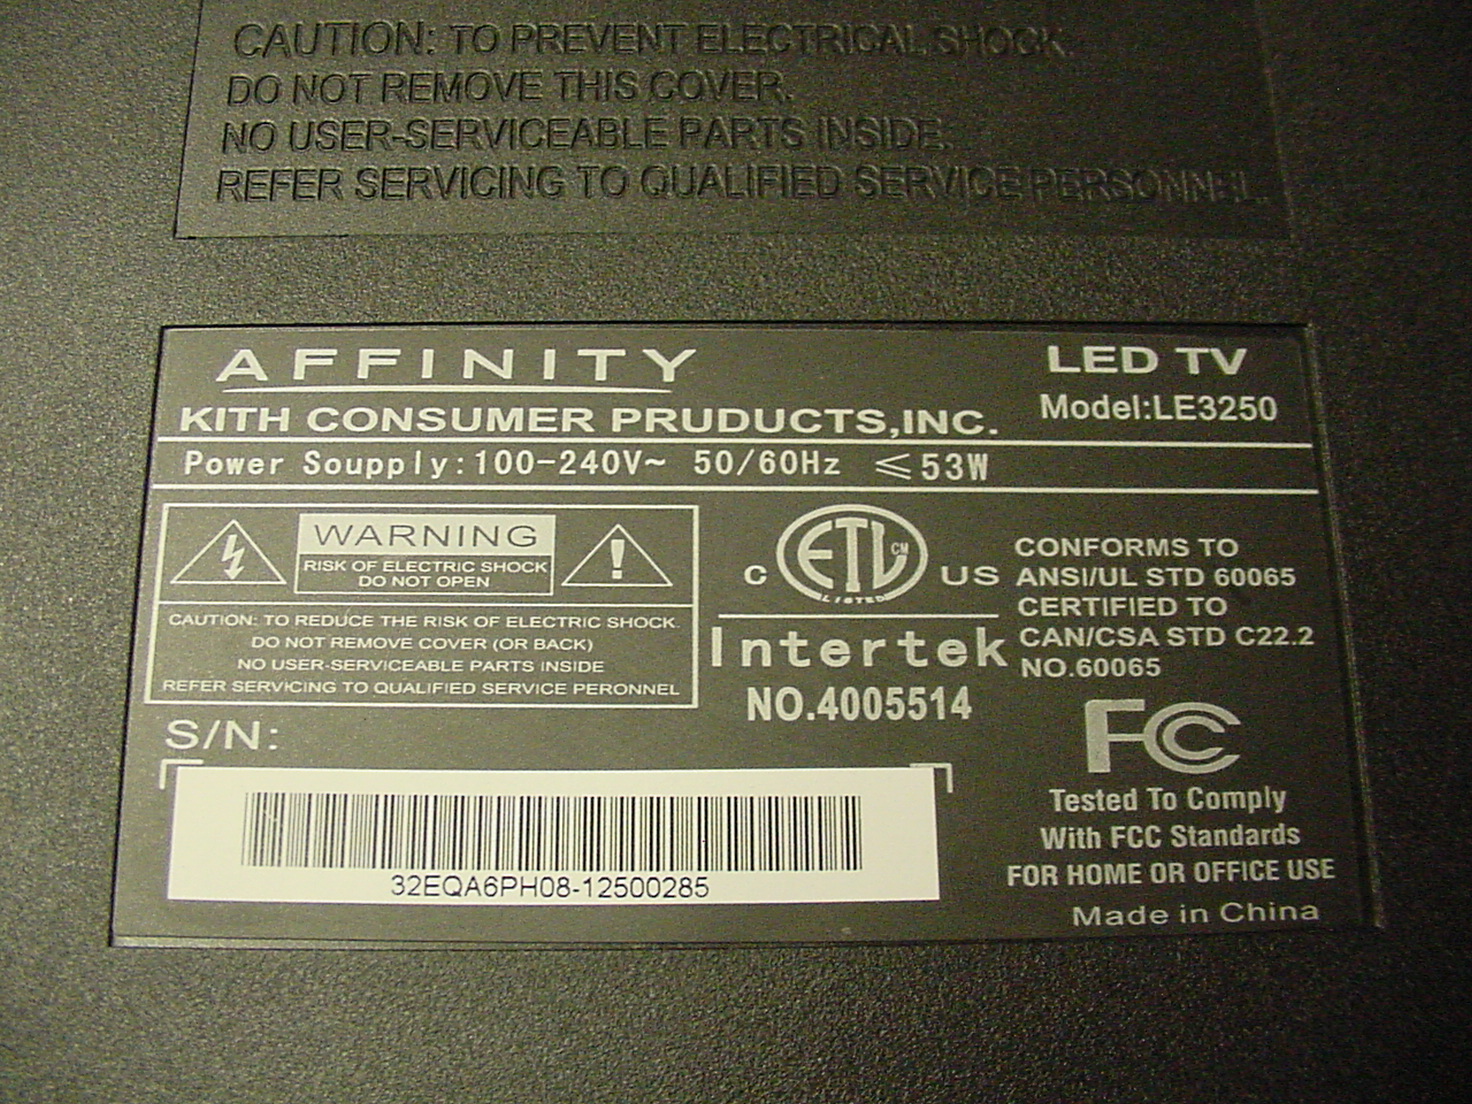 CAUTION: TO PREVENT ELECTRICAL SHOCK.
DO NOT REMOVE THIS COVER.
NO USER-SERVICEABLE PARTS INSIDE.
REFER SERVICING TO QUALIFIED SERVICE PERSONNEL.
AFFINITY
LED TV
KITH CONSUMER PRUDUCTS,INC.
Model:LE3250
Power Soupply:100-240V~ 50/60Hz ≤53W
WARNING
RISK OF ELECTRIC SHOCK
DO NOT OPEN
CAUTION: TO REDUCE THE RISK OF ELECTRIC SHOCK.
DO NOT REMOVE COVER (OR BACK)
NO USER-SERVICEABLE PARTS INSIDE
REFER SERVICING TO QUALIFIED SERVICE PERONNEL
C ETL CM US
LISTED
Intertek
NO.4005514
CONFORMS TO
ANSI/UL STD 60065
CERTIFIED TO
CAN/CSA STD C22.2
NO.60065
FC
Tested To Comply
With FCC Standards
FOR HOME OR OFFICE USE
Made in China
S/N:
32EQA6PH08-12500285